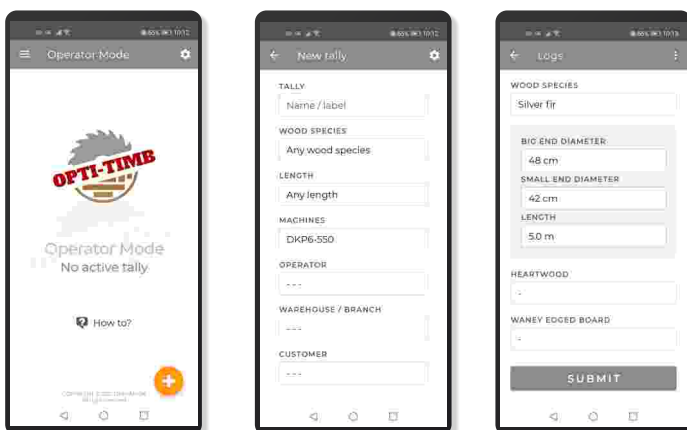 Operator Mode
OPTI-TIMB
Operator Mode
No active tally
How to?
New tally
TALLY
Name / label
WOOD SPECIES
Any wood species
LENGTH
Any length
MACHINES
DKP6-550
OPERATOR
---
WAREHOUSE / BRANCH
---
CUSTOMER
---
Logs
WOOD SPECIES
Silver fir
BIG END DIAMETER
48 cm
SMALL END DIAMETER
42 cm
LENGTH
5.0 m
HEARTWOOD
-
WANEY EDGED BOARD
-
SUBMIT